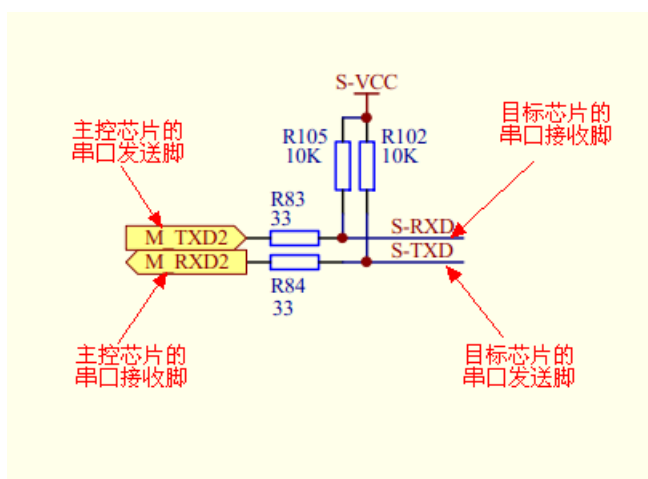 S-VCC
主控芯片的
串口发送脚
目标芯片的
串口接收脚
R105
10K
R102
10K
R83
33
M_TXD2
S-RXD
M_RXD2
S-TXD
R84
33
主控芯片的
串口接收脚
目标芯片的
串口发送脚